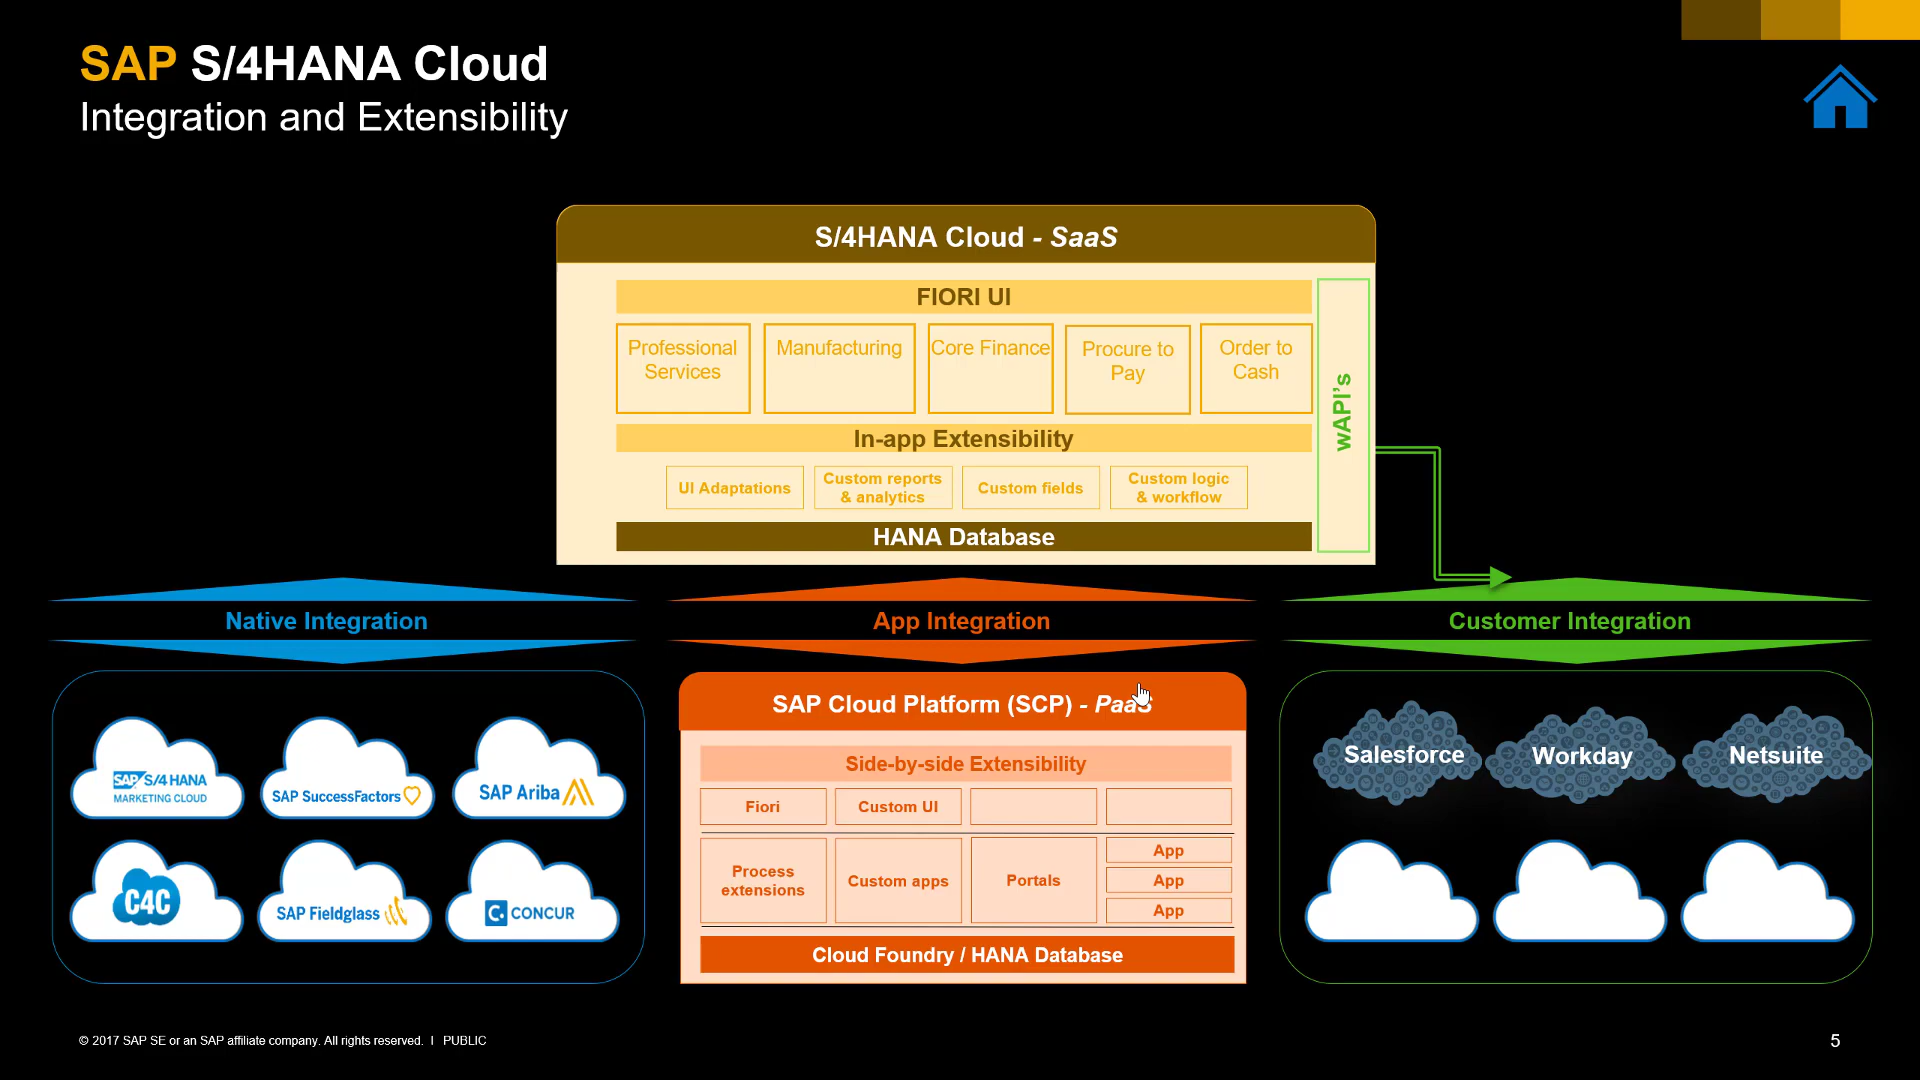 SAP S/4HANA Cloud
Integration and Extensibility
S/4HANA Cloud - SaaS
FIORI UI
Professional
Services
Manufacturing
Core Finance
Procure to
Pay
Order to
Cash
wAPI's
In-app Extensibility
UI Adaptations
Custom reports
& analytics
Custom fields
Custom logic
& workflow
HANA Database
Native Integration
App Integration
Customer Integration
SAP S/4HANA
MARKETING CLOUD
SAP SuccessFactors
SAP Ariba
C4C
SAP Fieldglass
C. CONCUR
SAP Cloud Platform (SCP) - PaaS
Side-by-side Extensibility
Fiori
Custom UI
Process
extensions
Custom apps
Portals
App
App
App
Cloud Foundry / HANA Database
Salesforce
Workday
Netsuite
© 2017 SAP SE or an SAP affiliate company. All rights reserved. I PUBLIC
5